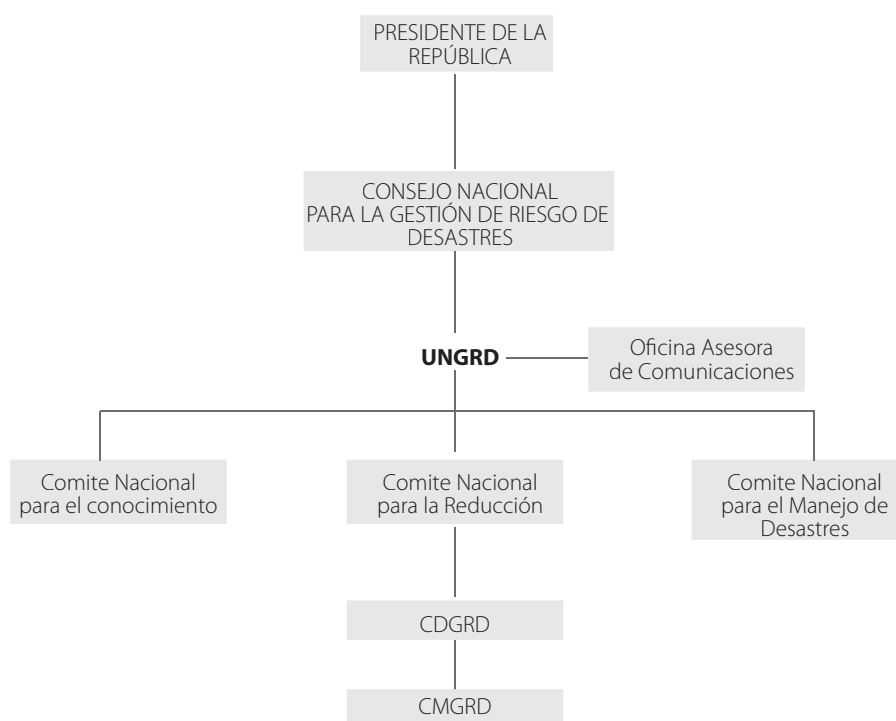 PRESIDENTE DE LA
REPÚBLICA
CONSEJO NACIONAL
PARA LA GESTIÓN DE RIESGO DE
DESASTRES
UNGRD
Oficina Asesora
de Comunicaciones
Comite Nacional
para el conocimiento
Comite Nacional
para la Reducción
Comite Nacional
para el Manejo de
Desastres
CDGRD
CMGRD